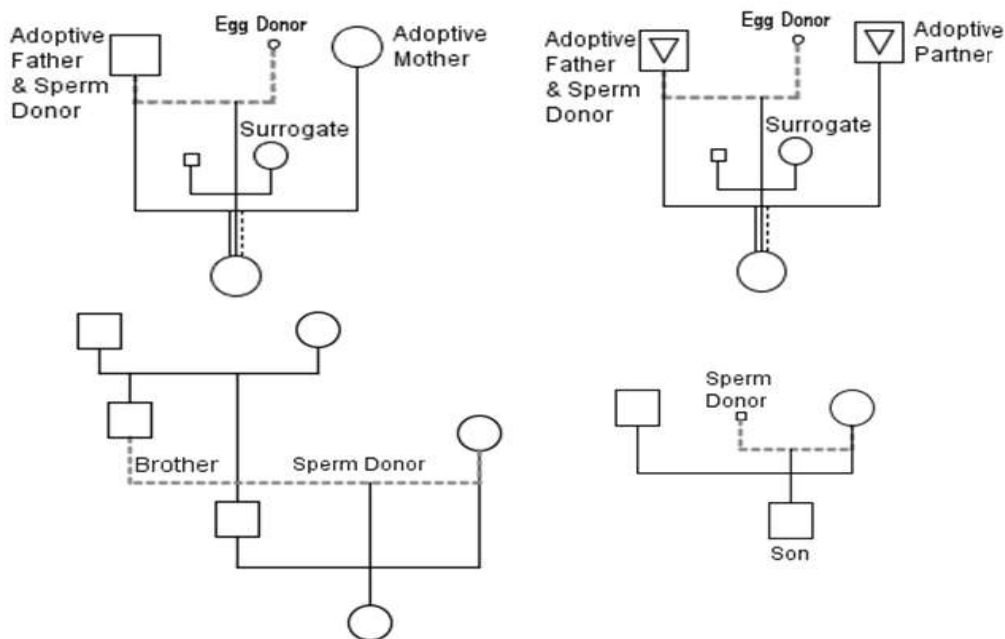 Egg Donor
Adoptive
Father
& Sperm
Donor
Adoptive
Mother
Surrogate
Egg Donor
Adoptive
Father
& Sperm
Donor
Adoptive
Partner
Surrogate
Brother
Sperm Donor
Sperm
Donor
Son